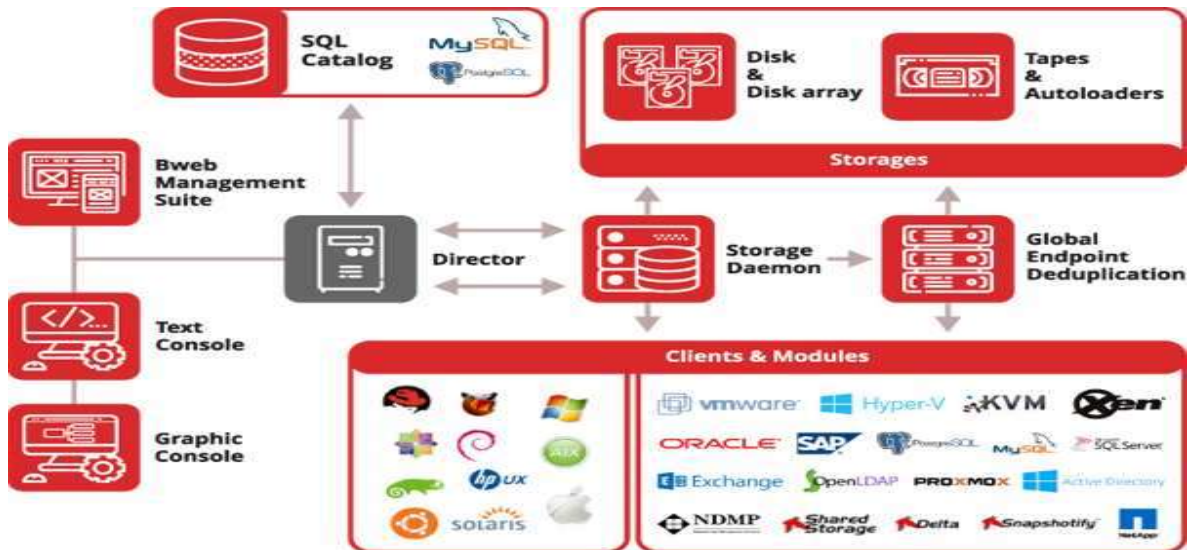 SQL
Catalog
MySQL
PostgreSQL
Disk
&
Disk array
Tapes
&
Autoloaders
Storages
Bweb
Management
Suite
Director
Storage
Daemon
Global
Endpoint
Deduplication
</>...
Text
Console
Graphic
Console
Clients & Modules
AIX
hp UX
solaris
vmware
Hyper-V
KVM
Xen
ORACLE
SAP
PostgreSQL
MySQL
SQL Server
Exchange
OpenLDAP
PROXMOX
Active Directory
NDMP
Shared
Storage
Delta
Snapshotify
NetApp